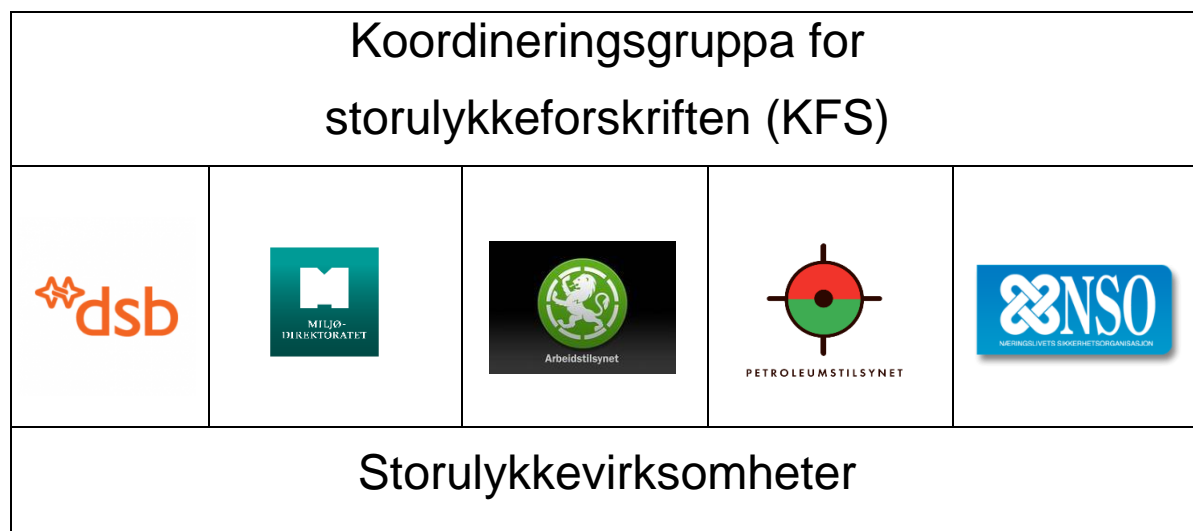 Koordineringsgruppa for
storulykkeforskriften (KFS)
dsb
MILJØ-
DIREKTORATET
Arbeidstilsynet
PETROLEUMSTILSYNET
NSO
NÆRINGSLIVETS SIKKERHETSORGANISASJON
Storulykkevirksomheter